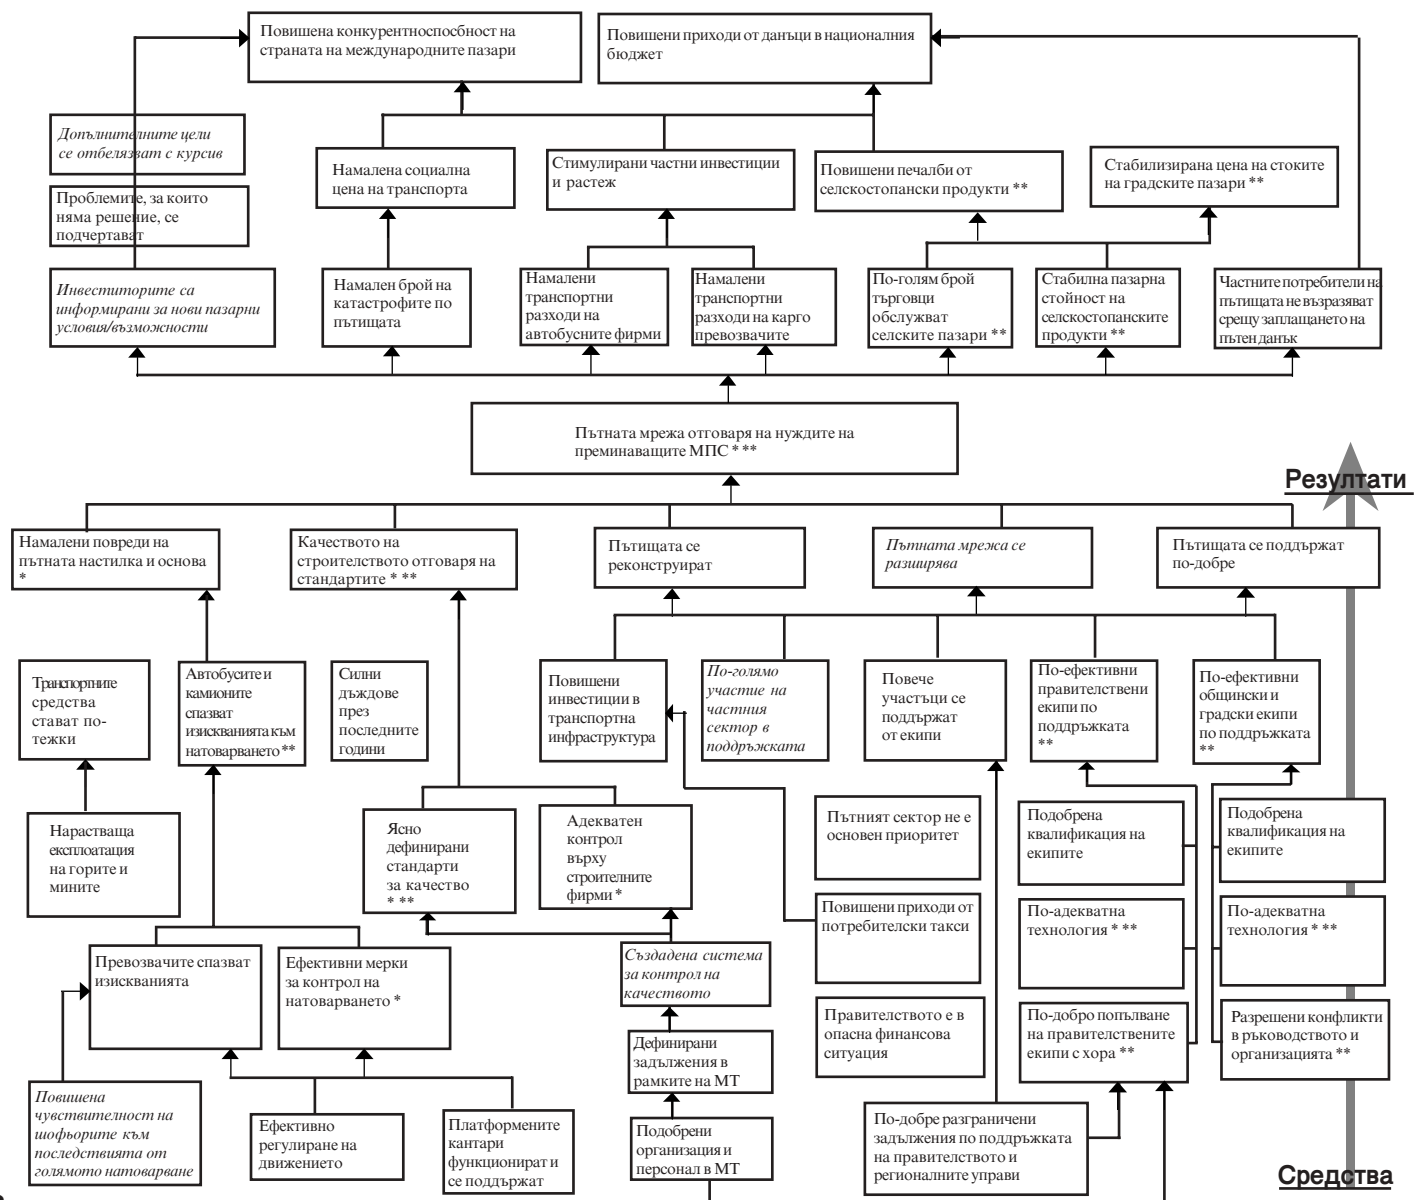 Повишена конкурентноспосбност на
страната на международните пазари
Повишени приходи от данъци в националния
бюджет
Допълнителните цели
се отбелязват с курсив
Намалена социална
цена на транспорта
Стимулирани частни инвестиции
и растеж
Повишени печалби от
селскостопански продукти **
Стабилизирана цена на стоките
на градските пазари **
Проблемите, за които
няма решение, се
подчертават
Инвеститорите са
информирани за нови пазарни
условия/възможности
Намален брой на
катастрофите по
пътищата
Намалени
транспортни
разходи на
автобусните фирми
Намалени
транспортни
разходи на карго
превозвачите
По-голям брой
търговци
обслужват
селските пазари **
Стабилна пазарна
стойност на
селскостопанските
продукти **
Частните потребители на
пътищата не възразяват
срещу заплащането на
пътен данък
Пътната мрежа отговаря на нуждите на
преминаващите МПС * **
Резултати
Намалени повреди на
пътната настилка и основа
*
Качеството на
строителството отговаря на
стандартите * **
Пътищата се
реконструират
Пътната мрежа се
разширява
Пътищата се поддържат
по-добре
Транспортните
средства
стават по-
тежки
Автобусите и
камионите
спазват
изискванията към
натоварването **
Силни
дъждове
през
последните
години
Повишени
инвестиции в
транспортна
инфраструктура
По-голямо
участие на
частния
сектор в
поддръжката
Повече
участъци се
поддържат
от екипи
По-ефективни
правителствени
екипи по
поддръжката
**
По-ефективни
общински и
градски екипи
по поддръжката
**
Нарастваща
експлоатация
на горите и
мините
Ясно
дефинирани
стандарти
за качество
* **
Адекватен
контрол
върху
строителните
фирми *
Пътният сектор не е
основен приоритет
Подобрена
квалификация на
екипите
Подобрена
квалификация на
екипите
Повишени приходи от
потребителски такси
По-адекватна
технология * **
По-адекватна
технология * **
Превозвачите спазват
изискванията
Ефективни мерки
за контрол на
натоварването *
Създадена система
за контрол на
качеството
Правителството е в
опасна финансова
ситуация
По-добро попълване
на правителствените
екипи с хора **
Разрешени конфликти
в ръководството и
организацията **
Дефинирани
задължения в
рамките на МТ
Повишена
чувствителност на
шофьорите към
последствията от
голямото натоварване
Ефективно
регулиране на
движението
Платформените
кантари
функционират и
се поддържат
Подобрени
организация и
персонал в МТ
По-добре разграничени
задължения по поддръжката
на правителството и
регионалните управи
Средства